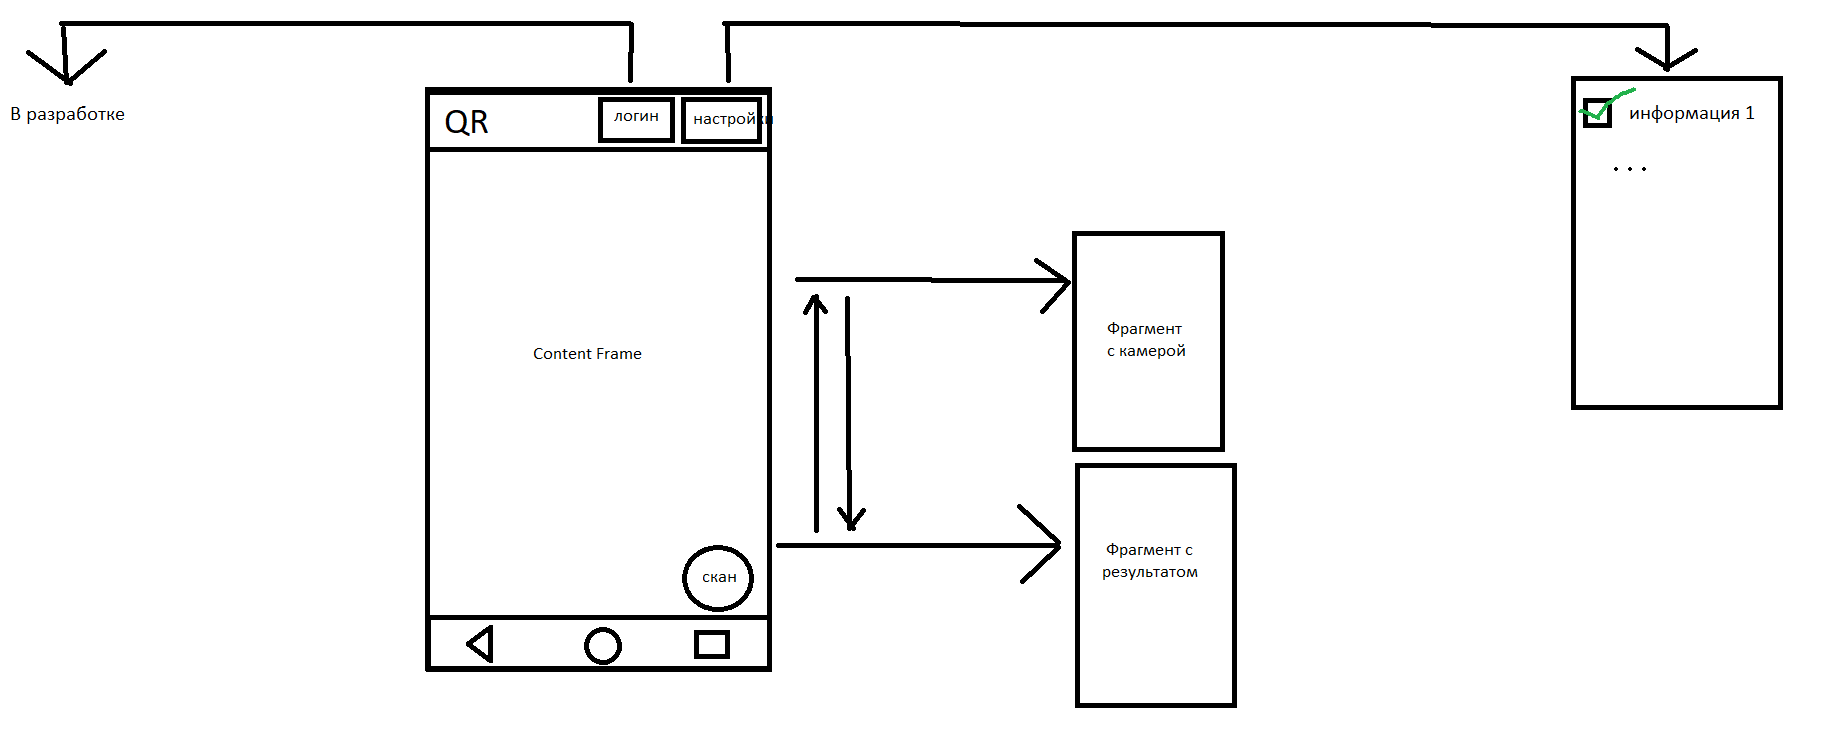 В разработке
QR
логин
настройки
информация 1
...
Content Frame
Фрагмент
с камерой
Фрагмент с
результатом
скан